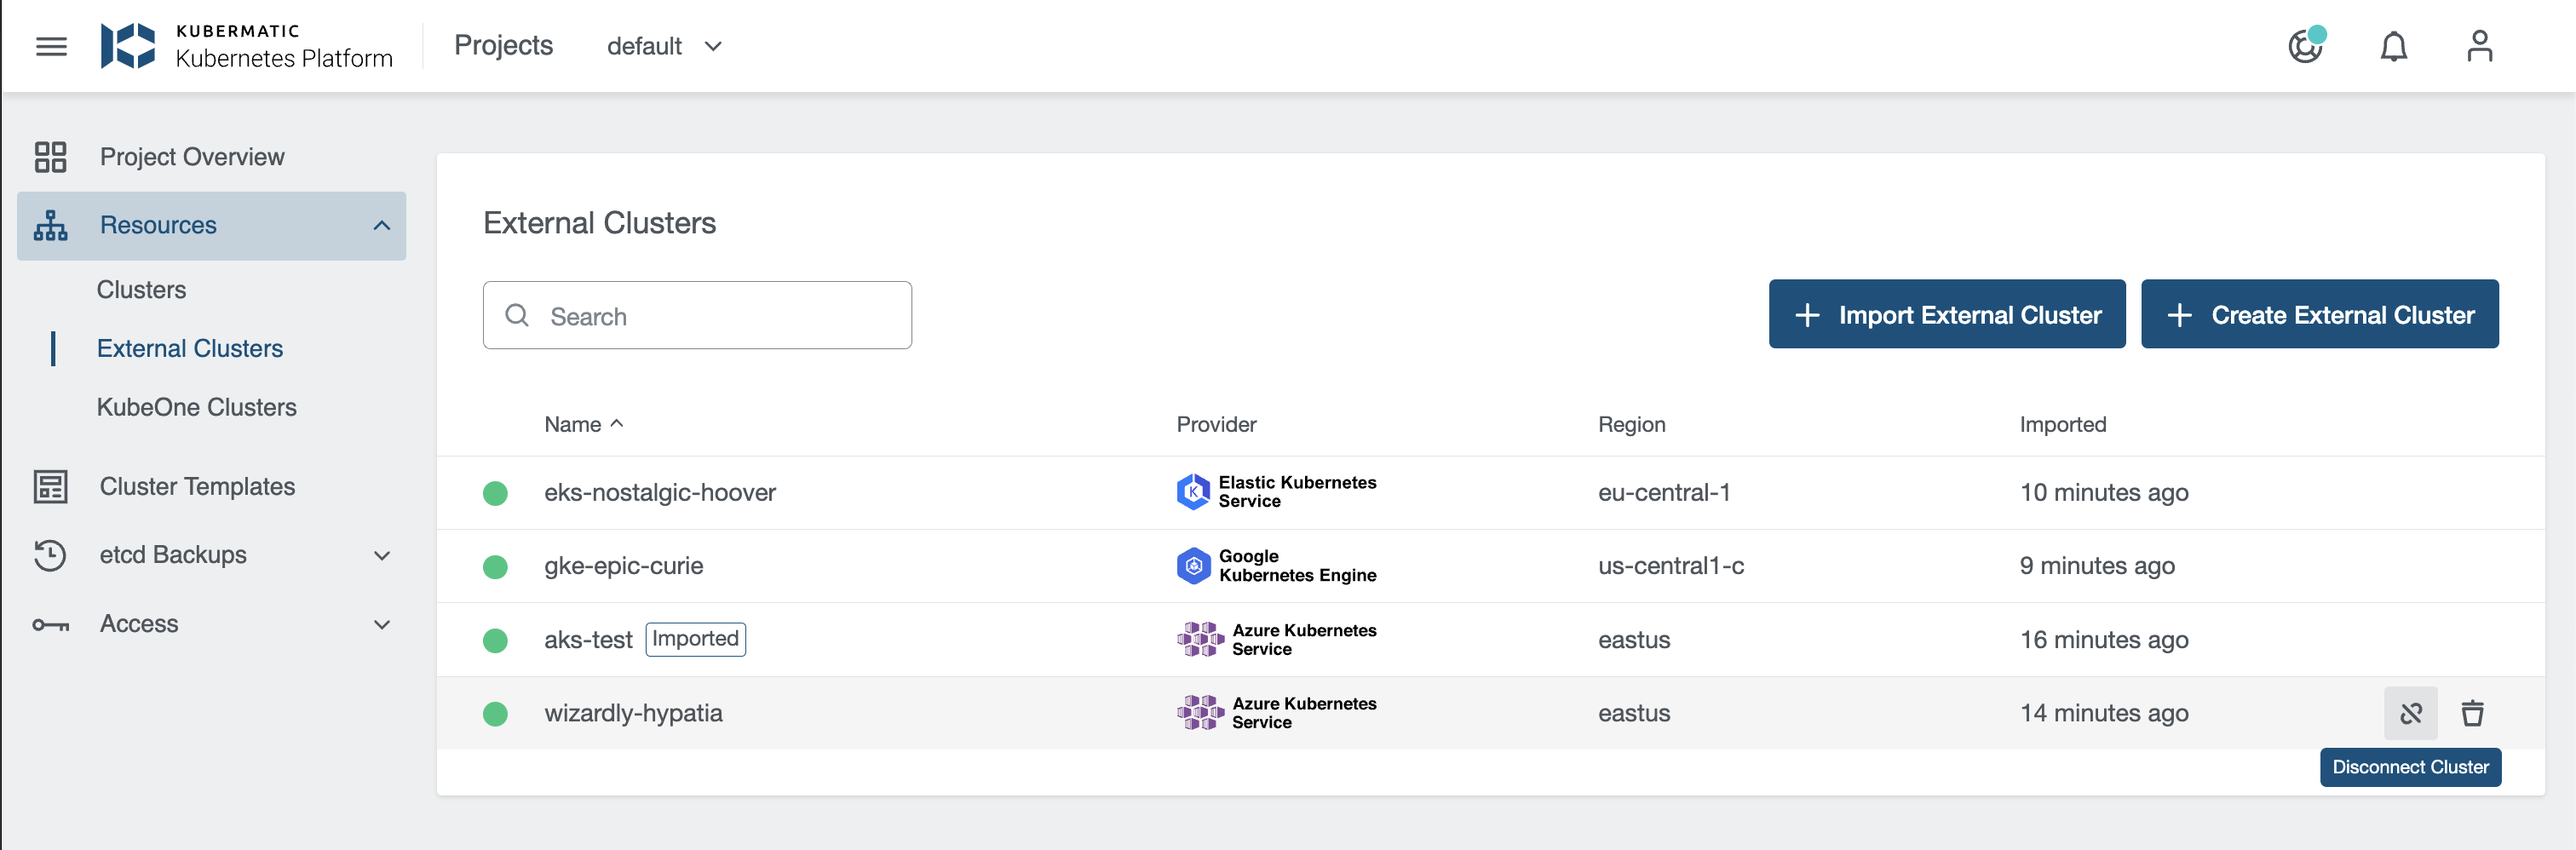 KUBERMATIC
Kubernetes Platform
Projects
default
Project Overview
Resources
Clusters
External Clusters
KubeOne Clusters
Cluster Templates
etcd Backups
Access
External Clusters
Search
Import External Cluster
Create External Cluster
Name Provider Region Imported
eks-nostalgic-hoover Elastic Kubernetes Service eu-central-1 10 minutes ago
gke-epic-curie Google Kubernetes Engine us-central1-c 9 minutes ago
aks-test Imported Azure Kubernetes Service eastus 16 minutes ago
wizardly-hypatia Azure Kubernetes Service eastus 14 minutes ago
Disconnect Cluster